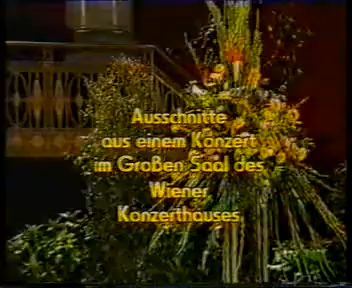 Ausschnitte
aus einem Konzert
im Großen Saal des
Wiener
Konzerthauses